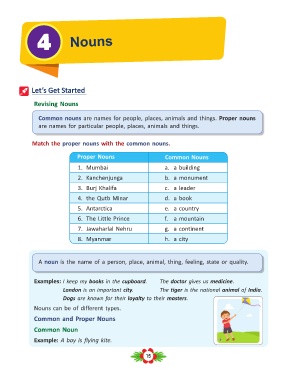 4 Nouns
Let's Get Started
Revising Nouns
Common nouns are names for people, places, animals and things. Proper nouns
are names for particular people, places, animals and things.
Match the proper nouns with the common nouns.
Proper Nouns Common Nouns
1. Mumbai a. a building
2. Kanchenjunga b. a monument
3. Burj Khalifa c. a leader
4. the Qutb Minar d. a book
5. Antarctica e. a country
6. The Little Prince f. a mountain
7. Jawaharlal Nehru g. a continent
8. Myanmar h. a city
A noun is the name of a person, place, animal, thing, feeling, state or quality.
Examples: I keep my books in the cupboard. The doctor gives us medicine.
London is an important city. The tiger is the national animal of India.
Dogs are known for their loyalty to their masters.
Nouns can be of different types.
Common and Proper Nouns
Common Noun
Example: A boy is flying kite.
16